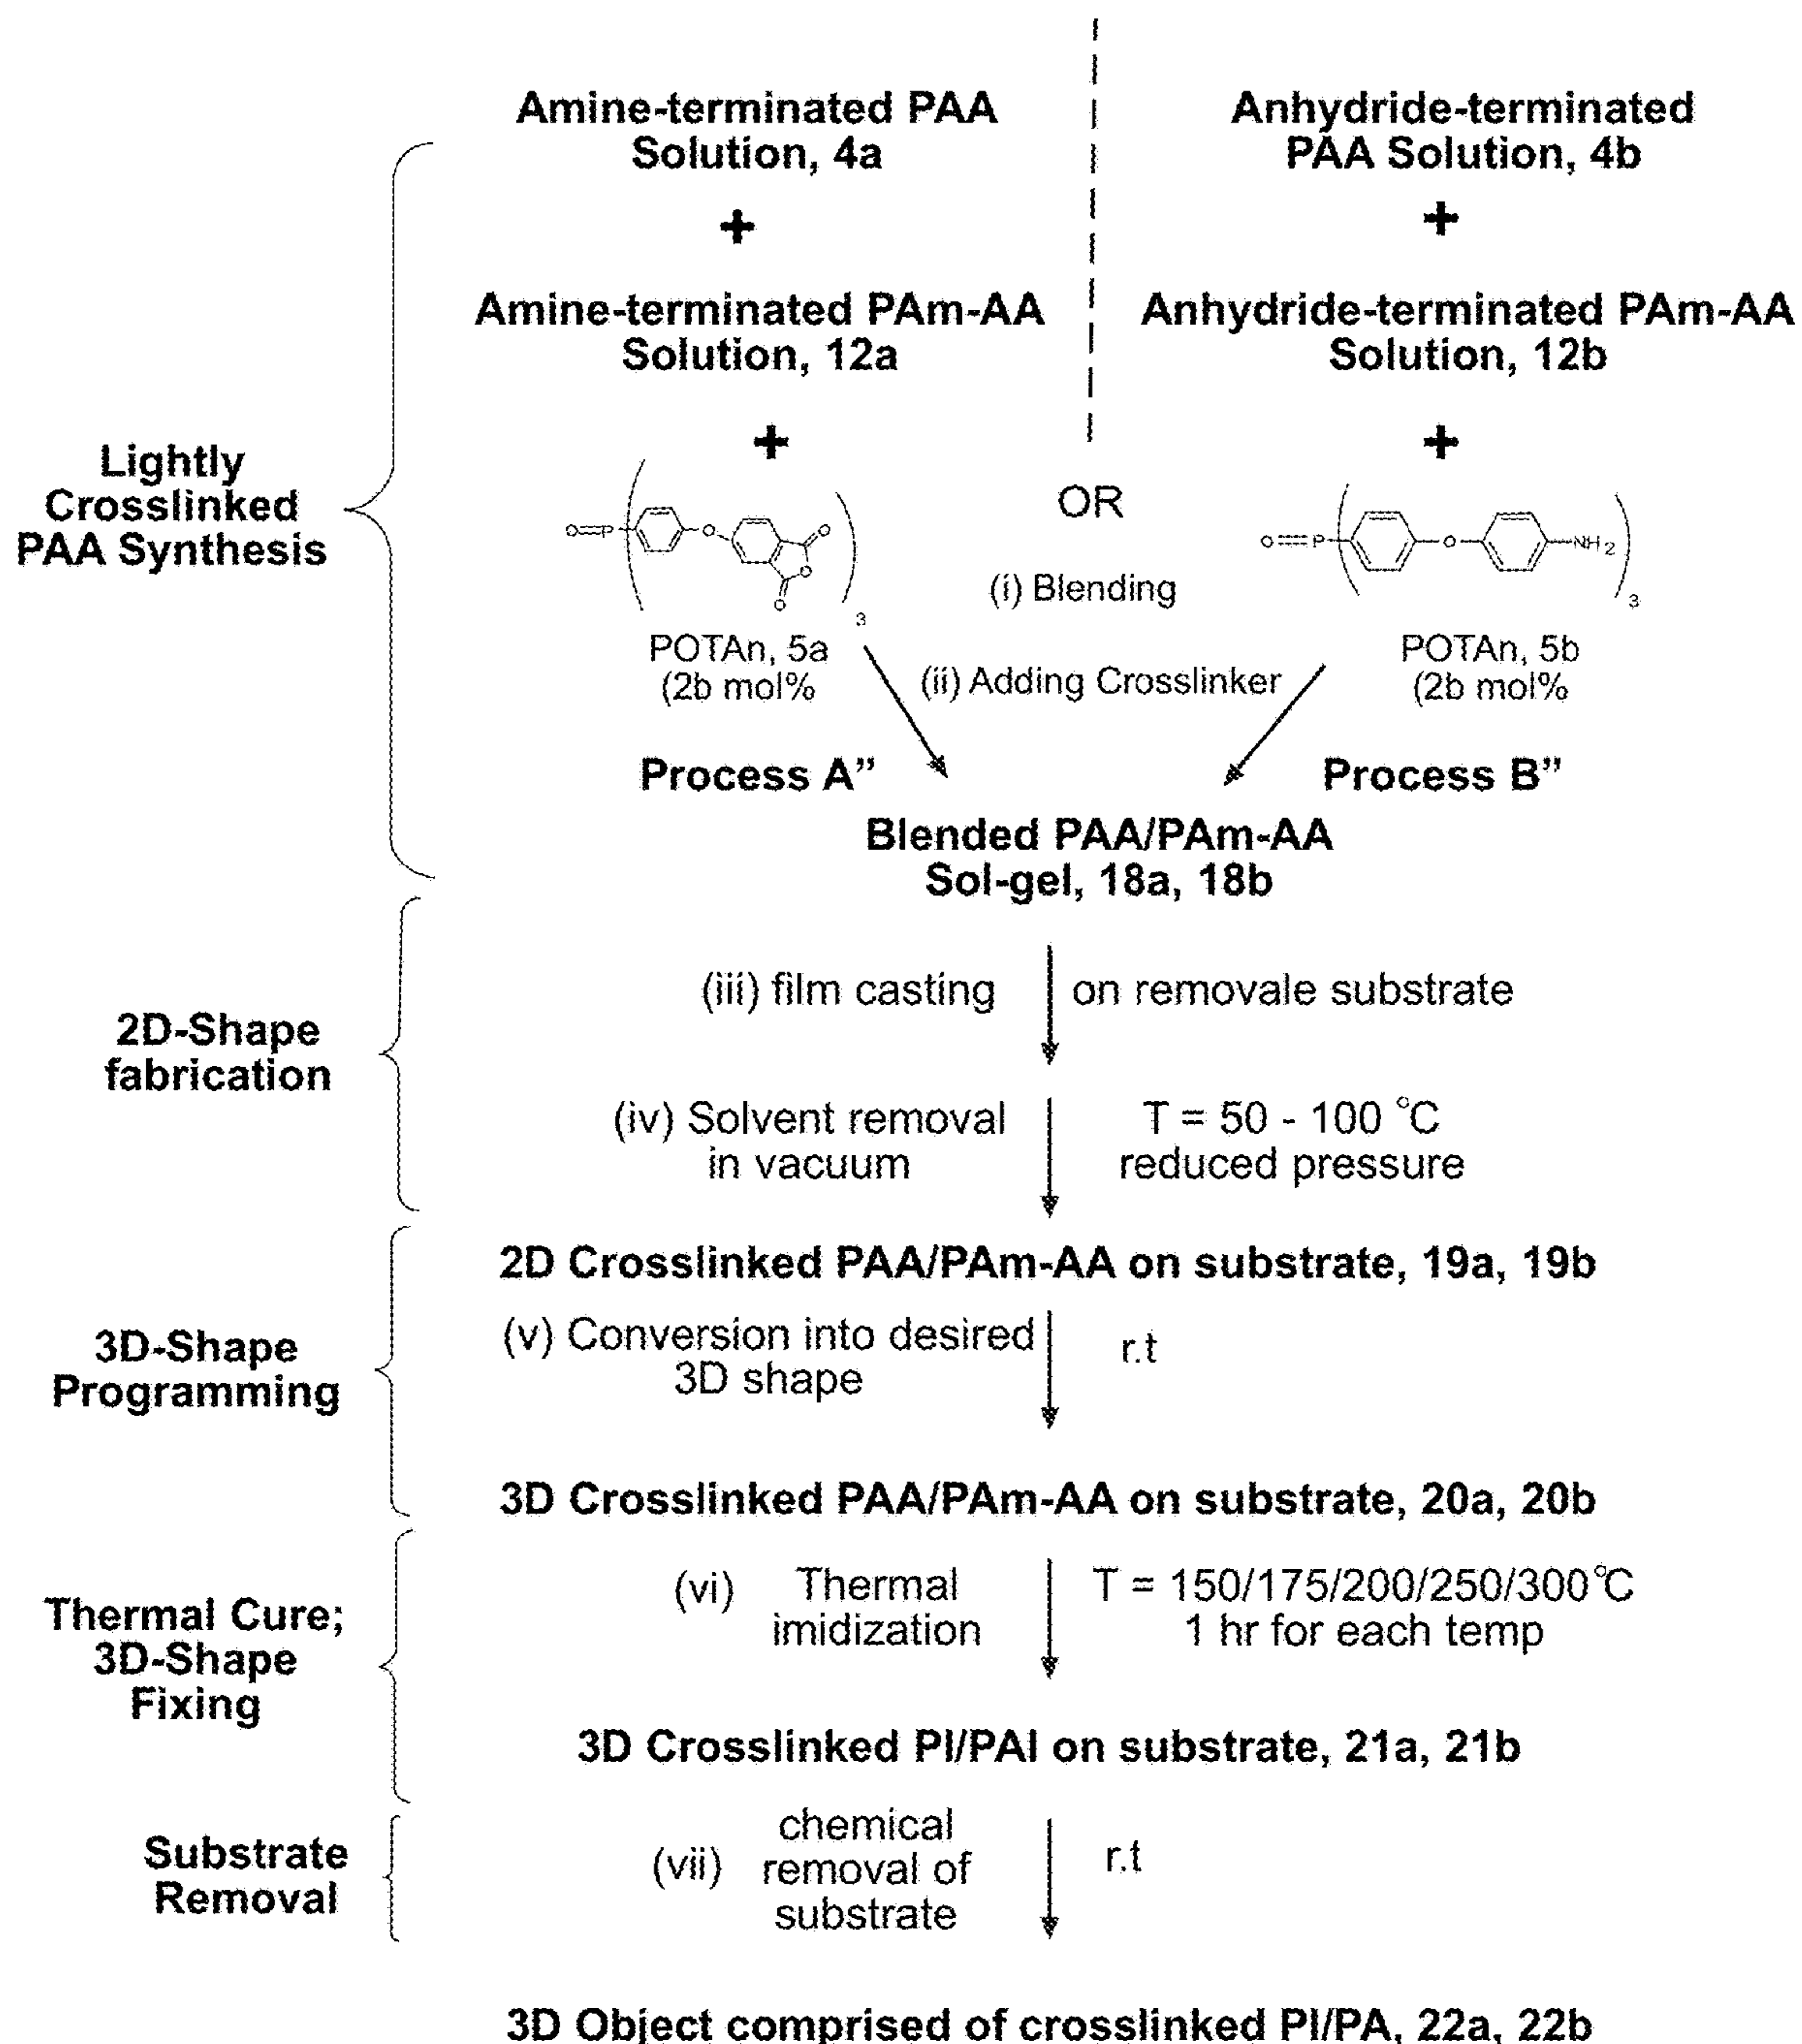 Amine-terminated PAA
Solution, 4a
+
Amine-terminated PAm-AA
Solution, 12a
+
O=P
O
O
O
O
3
POTAn, 5a
(2b mol%
Process A”
Anhydride-terminated
PAA Solution, 4b
+
Anhydride-terminated PAm-AA
Solution, 12b
+
O=P
O
NH2
3
POTAn, 5b
(2b mol%
Process B”
OR
(i) Blending
(ii) Adding Crosslinker
Lightly
Crosslinked
PAA Synthesis
Blended PAA/PAm-AA
Sol-gel, 18a, 18b
2D-Shape
fabrication
(iii) film casting on removale substrate
(iv) Solvent removal T = 50 - 100 °C
in vacuum reduced pressure
2D Crosslinked PAA/PAm-AA on substrate, 19a, 19b
3D-Shape
Programming
(v) Conversion into desired r.t
3D shape
3D Crosslinked PAA/PAm-AA on substrate, 20a, 20b
Thermal Cure;
3D-Shape
Fixing
(vi) Thermal T = 150/175/200/250/300°C
imidization 1 hr for each temp
3D Crosslinked PI/PAI on substrate, 21a, 21b
Substrate
Removal
chemical
(vii) removal of r.t
substrate
3D Object comprised of crosslinked PI/PA, 22a, 22b